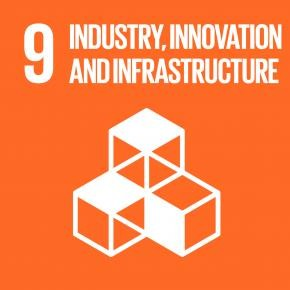 9 INDUSTRY, INNOVATION
AND INFRASTRUCTURE